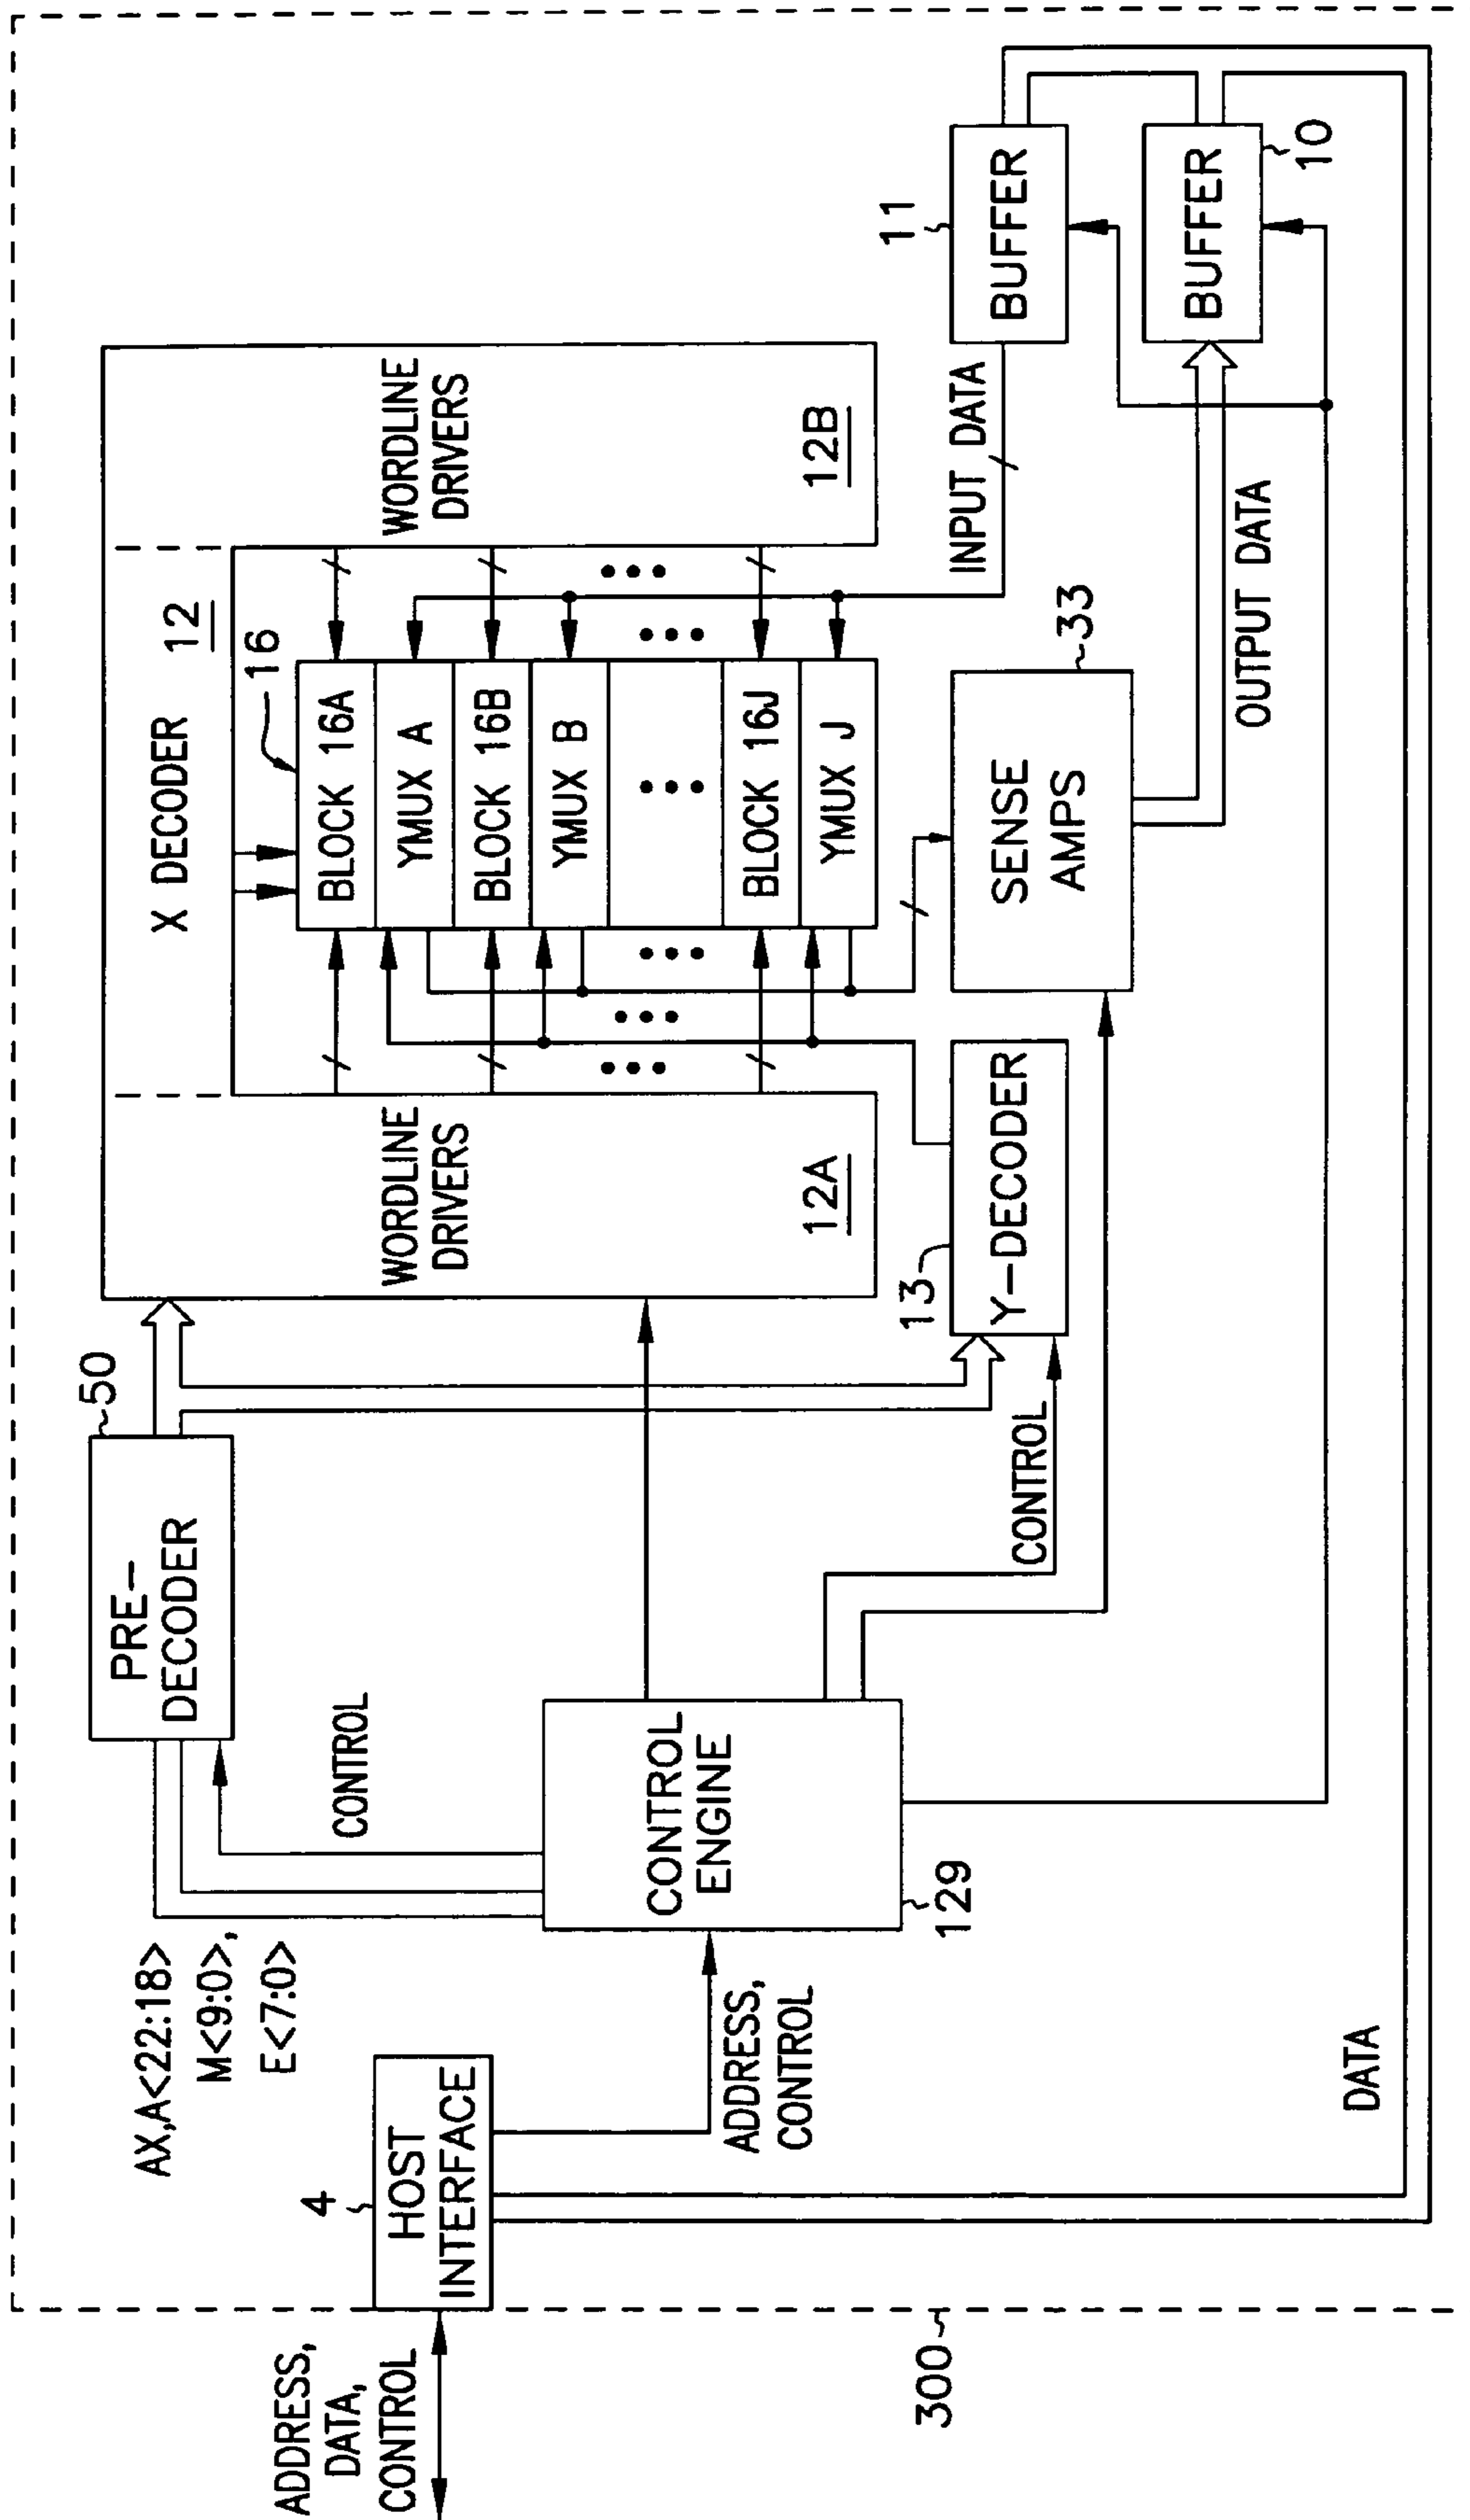 ADDRESS,
DATA,
CONTROL
300
4
HOST
INTERFACE
AX,A<22:18>
M<9:0>,
E<7:0>
ADDRESS,
CONTROL
DATA
CONTROL
ENGINE
129
CONTROL
PRE-
DECODER
50
CONTROL
WORDLINE
DRIVERS
12A
13
Y-DECODER
X DECODER
12
16
BLOCK 16A
YMUX A
BLOCK 16B
YMUX B
BLOCK 16J
YMUX J
SENSE
AMPS
33
WORDLINE
DRIVERS
12B
INPUT DATA
OUTPUT DATA
11
BUFFER
BUFFER
10